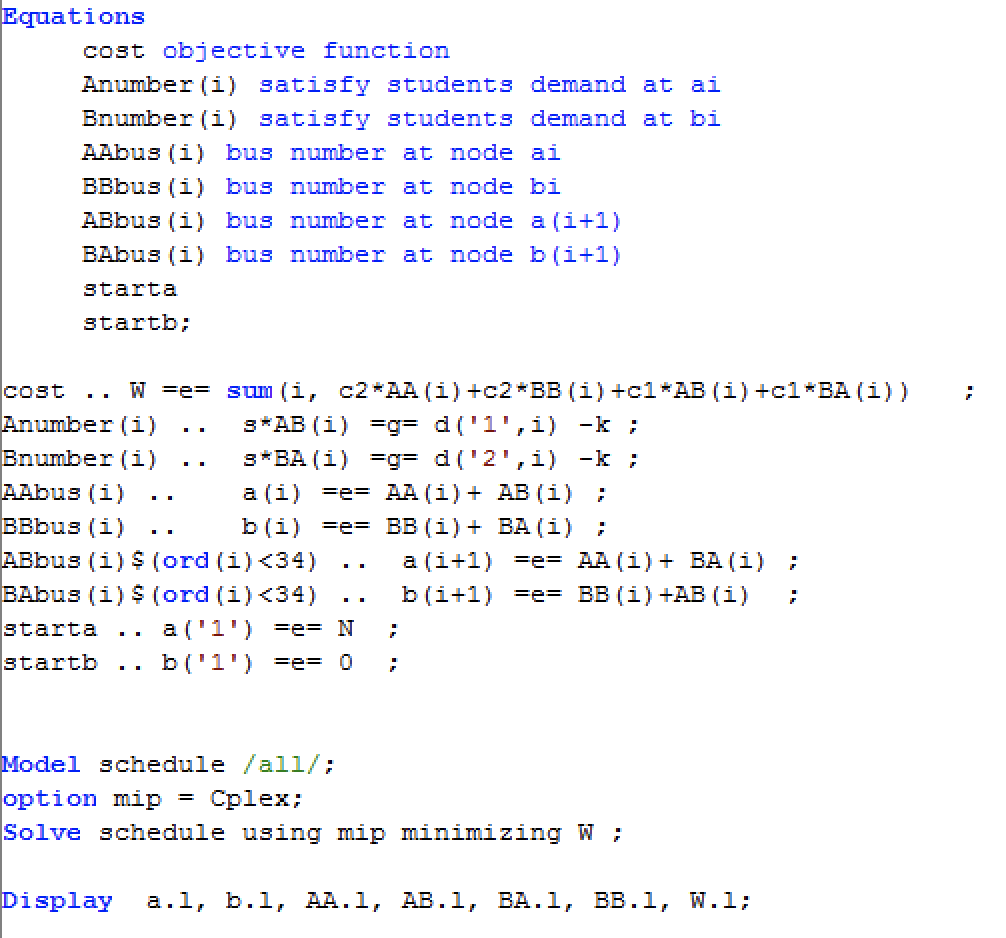 Equations
cost objective function
Anumber(i) satisfy students demand at ai
Bnumber(i) satisfy students demand at bi
AAbus(i) bus number at node ai
BBbus(i) bus number at node bi
ABbus(i) bus number at node a(i+1)
BAbus(i) bus number at node b(i+1)
starta
startb;
cost .. W =e= sum(i, c2*AA(i)+c2*BB(i)+c1*AB(i)+c1*BA(i)) ;
Anumber(i) .. s*AB(i) =g= d('1',i) -k ;
Bnumber(i) .. s*BA(i) =g= d('2',i) -k ;
AAbus(i) .. a(i) =e= AA(i)+ AB(i) ;
BBbus(i) .. b(i) =e= BB(i)+ BA(i) ;
ABbus(i)$(ord(i)<34) .. a(i+1) =e= AA(i)+ BA(i) ;
BAbus(i)$(ord(i)<34) .. b(i+1) =e= BB(i)+AB(i) ;
starta .. a('1') =e= N ;
startb .. b('1') =e= 0 ;
Model schedule /all/;
option mip = Cplex;
Solve schedule using mip minimizing W ;
Display a.l, b.l, AA.l, AB.l, BA.l, BB.l, W.l;